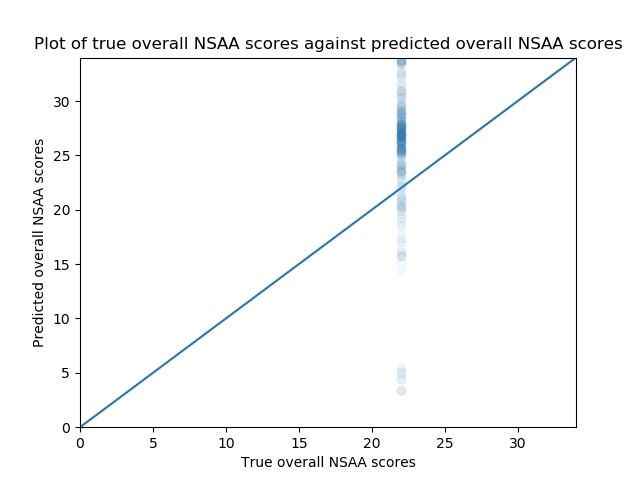 Plot of true overall NSAA scores against predicted overall NSAA scores
Predicted overall NSAA scores
30
25
20
15
10
5
0
0 5 10 15 20 25 30
True overall NSAA scores